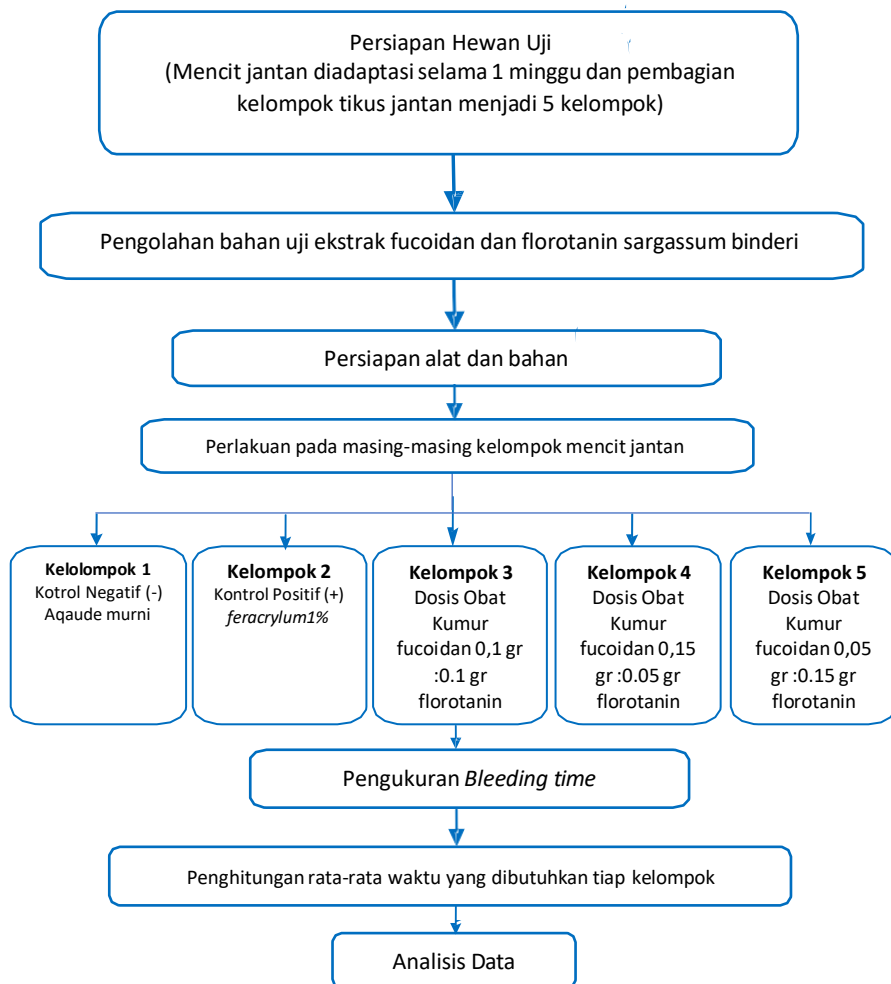 Persiapan Hewan Uji
(Mencit jantan diadaptasi selama 1 minggu dan pembagian
kelompok tikus jantan menjadi 5 kelompok)
Pengolahan bahan uji ekstrak fucoidan dan florotanin sargassum binderi
Persiapan alat dan bahan
Perlakuan pada masing-masing kelompok mencit jantan
Kelolompok 1
Kotrol Negatif (-)
Aqaude murni
Kelompok 2
Kontrol Positif (+)
feracrylum1%
Kelompok 3
Dosis Obat
Kumur
fucoidan 0,1 gr
:0.1 gr
florotanin
Kelompok 4
Dosis Obat
Kumur
fucoidan 0,15
gr :0.05 gr
florotanin
Kelompok 5
Dosis Obat
Kumur
fucoidan 0,05
gr :0.15 gr
florotanin
Pengukuran Bleeding time
Penghitungan rata-rata waktu yang dibutuhkan tiap kelompok
Analisis Data